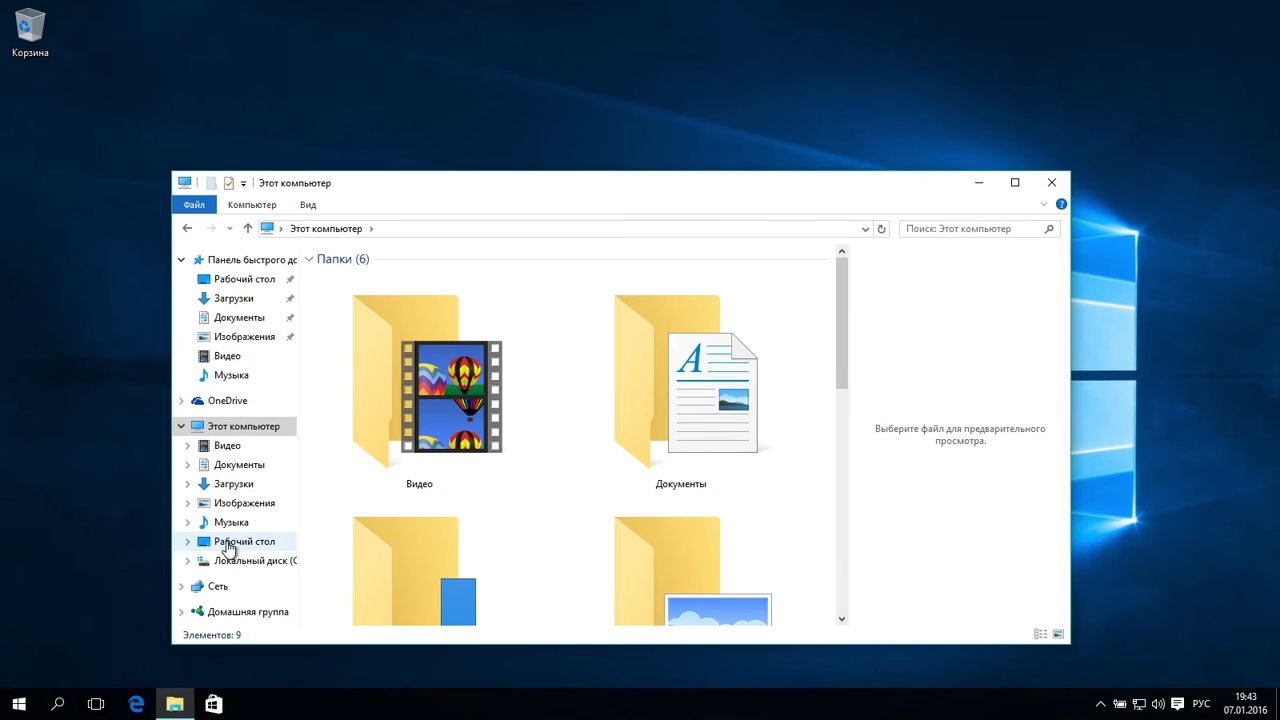 Корзина
Этот компьютер
Файл
Компьютер
Вид
Этот компьютер
Поиск: Этот компьютер
Панель быстрого до
Рабочий стол
Загрузки
Документы
Изображения
Видео
Музыка
OneDrive
Этот компьютер
Видео
Документы
Загрузки
Изображения
Музыка
Рабочий стол
Локальный диск (C
Сеть
Домашняя группа
Папки (6)
Видео
Документы
Выберите файл для предварительного
просмотра.
Элементов: 9
РУС
19:43
07.01.2016